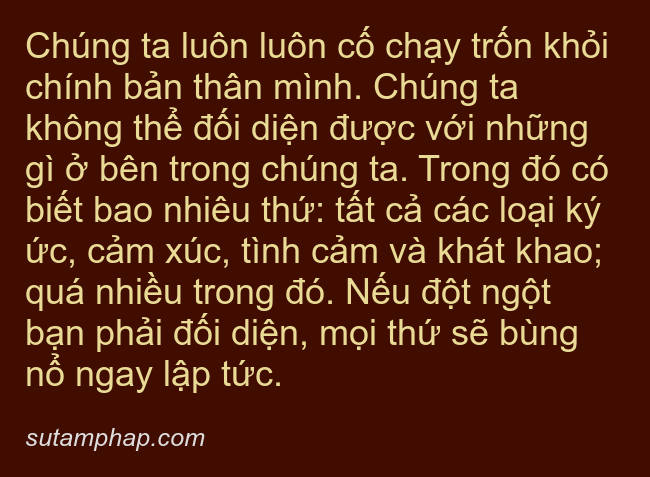 Chúng ta luôn luôn cố chạy trốn khỏi
chính bản thân mình. Chúng ta
không thể đối diện được với những
gì ở bên trong chúng ta. Trong đó có
biết bao nhiêu thứ: tất cả các loại ký
ức, cảm xúc, tình cảm và khát khao;
quá nhiều trong đó. Nếu đột ngột
bạn phải đối diện, mọi thứ sẽ bùng
nổ ngay lập tức.
sutamphap.com